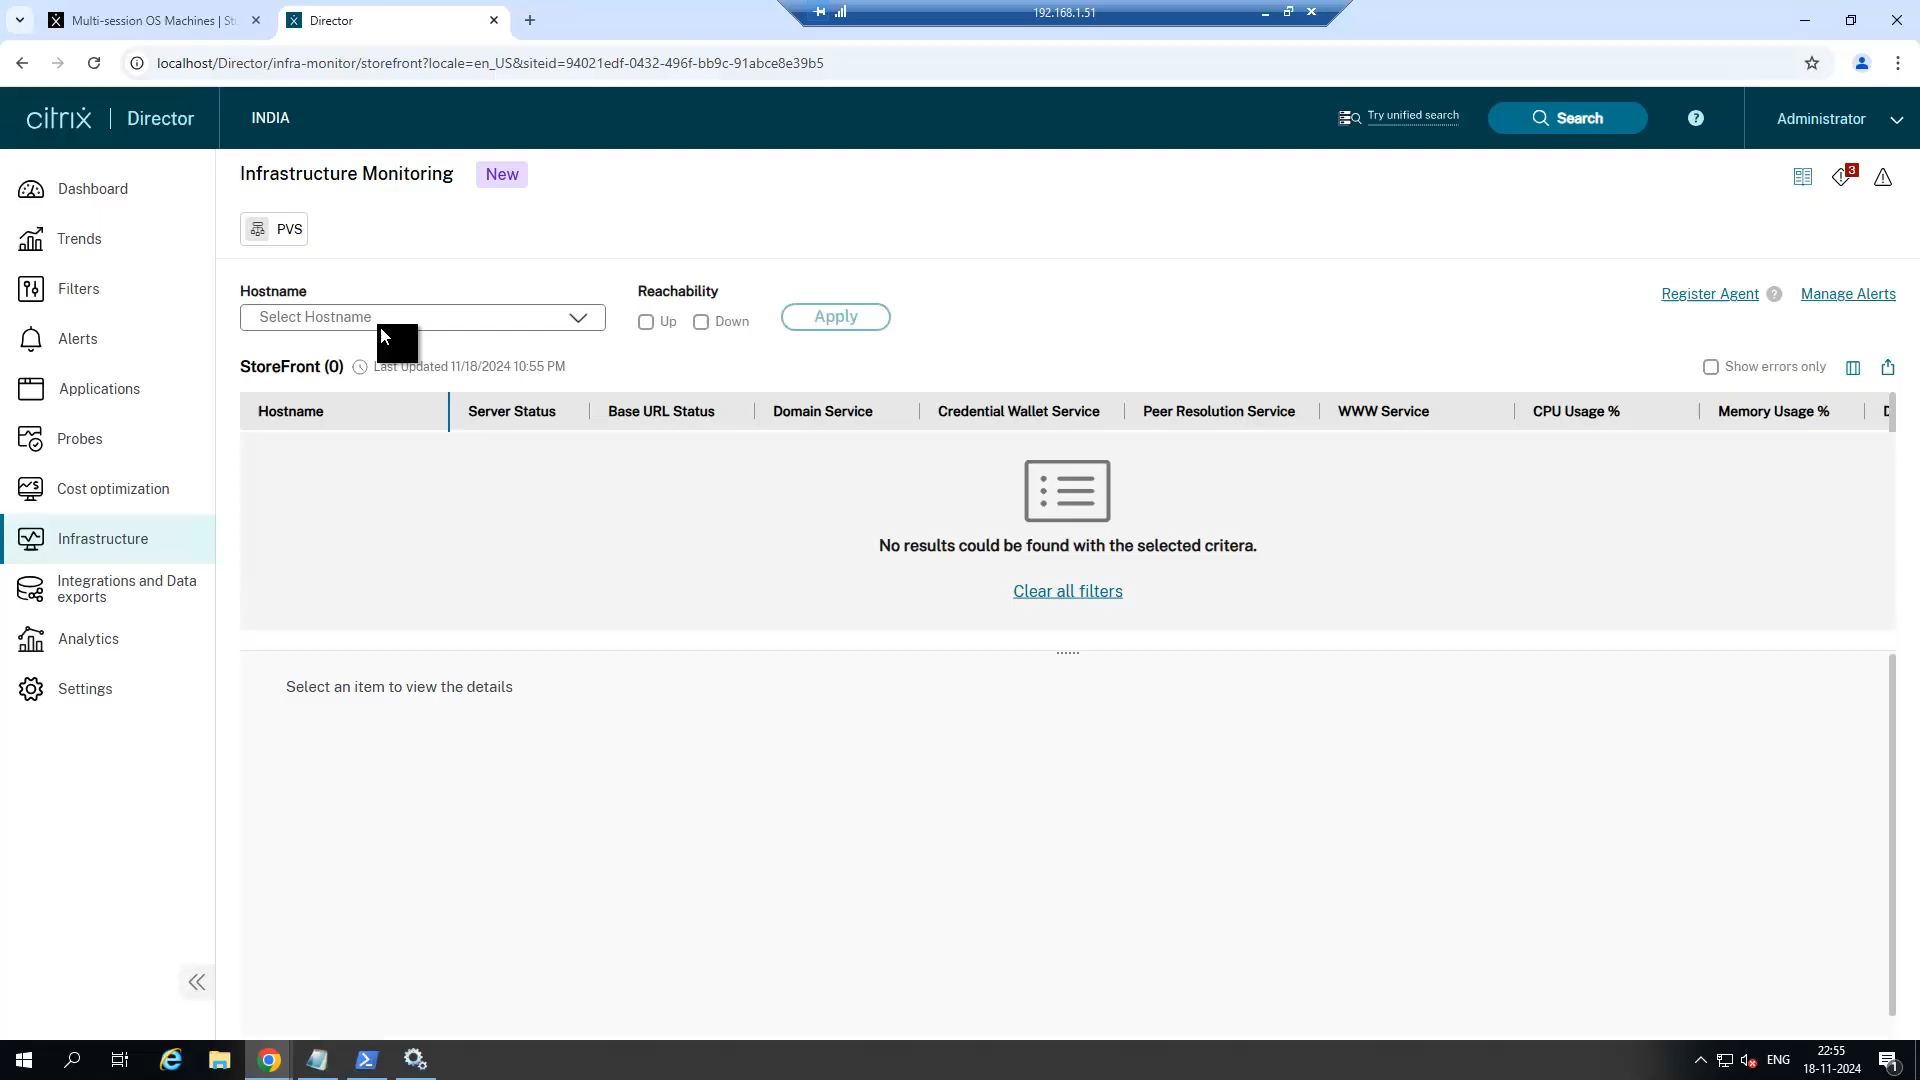 Multi-session OS Machines | St
Director
192.168.1.51
localhost/Director/infra-monitor/storefront?locale=en_US&siteid=94021edf-0432-496f-bb9c-91abce8e39b5
citrix | Director
INDIA
Try unified search
Search
Administrator
Dashboard
Trends
Filters
Alerts
Applications
Probes
Cost optimization
Infrastructure
Integrations and Data
exports
Analytics
Settings
Infrastructure Monitoring
New
3
PVS
Hostname
Select Hostname
Reachability
Up
Down
Apply
Register Agent
Manage Alerts
StoreFront (0)
Last Updated 11/18/2024 10:55 PM
Show errors only
Hostname
Server Status
Base URL Status
Domain Service
Credential Wallet Service
Peer Resolution Service
WWW Service
CPU Usage %
Memory Usage %
No results could be found with the selected critera.
Clear all filters
Select an item to view the details
ENG
22:55
18-11-2024
1